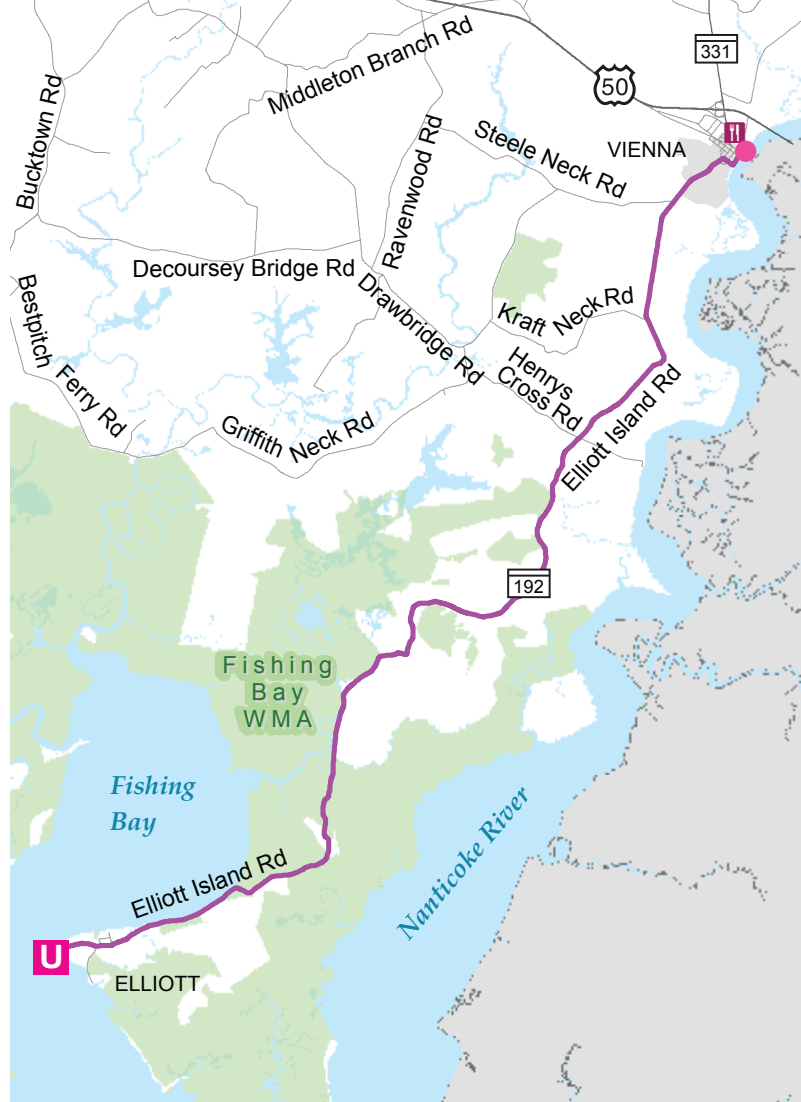 331
50
Middleton Branch Rd
Bucktown Rd
Ravenwood Rd
Steele Neck Rd
VIENNA
Decoursey Bridge Rd
Drawbridge Rd
Kraft Neck Rd
Bestpitch Ferry Rd
Henrys
Cross Rd
Griffith Neck Rd
Elliott Island Rd
192
Fishing
Bay
WMA
Fishing
Bay
Nanticoke River
Elliott Island Rd
U
ELLIOTT